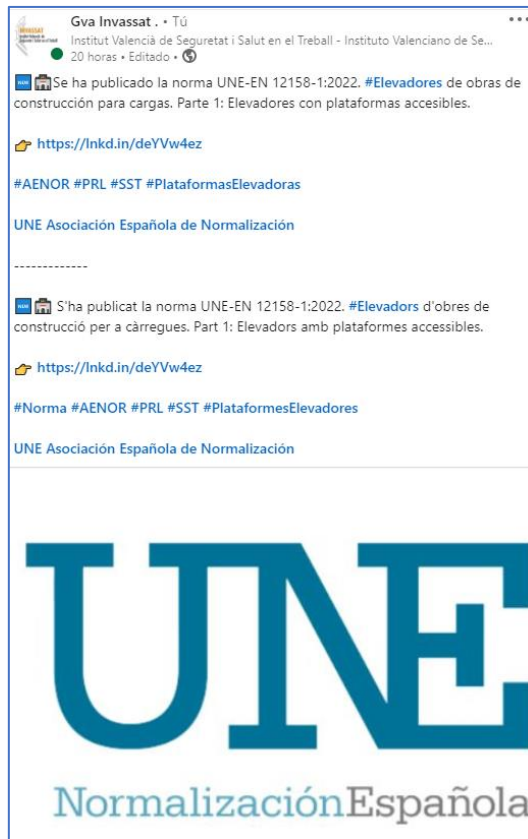 Gva Invassat . • Tú
Institut Valencià de Seguretat i Salut en el Treball - Instituto Valenciano de Se...
20 horas • Editado •
Se ha publicado la norma UNE-EN 12158-1:2022. #Elevadores de obras de
construcción para cargas. Parte 1: Elevadores con plataformas accesibles.
https://lnkd.in/deYVw4ez
#AENOR #PRL #SST #PlataformasElevadoras
UNE Asociación Española de Normalización
-------------
S'ha publicat la norma UNE-EN 12158-1:2022. #Elevadors d'obres de
construcció per a càrregues. Part 1: Elevadors amb plataformes accessibles.
https://lnkd.in/deYVw4ez
#Norma #AENOR #PRL #SST #PlataformesElevadores
UNE Asociación Española de Normalización
UNE
NormalizaciónEspañola